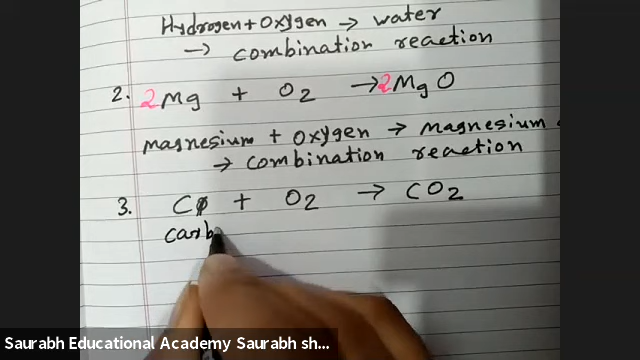 Hydrogen + Oxygen → water
→ combination reaction
2. 2Mg + O2 → 2MgO
magnesium + oxygen → magnesium
→ combination reaction
3. C + O2 → CO2
carb
Saurabh Educational Academy Saurabh sh...